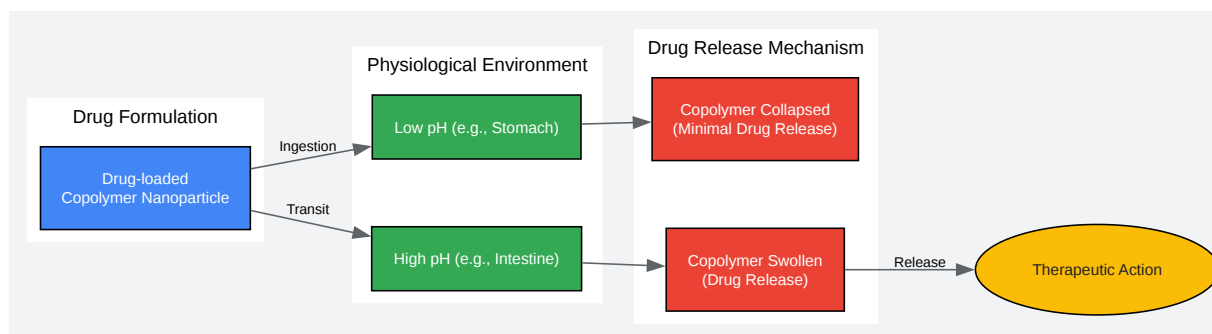 Drug Formulation
Drug-loaded
Copolymer Nanoparticle
Ingestion
Transit
Physiological Environment
Low pH (e.g., Stomach)
High pH (e.g., Intestine)
Drug Release Mechanism
Copolymer Collapsed
(Minimal Drug Release)
Copolymer Swollen
(Drug Release)
Release
Therapeutic Action